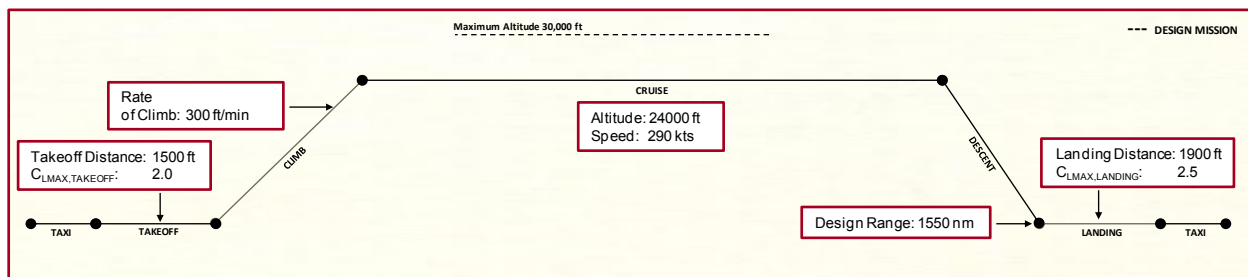 Maximum Altitude 30,000 ft
--- DESIGN MISSION
Rate
of Climb: 300 ft/min
CRUISE
Altitude: 24000 ft
Speed: 290 kts
Takeoff Distance: 1500 ft
CLMAX,TAKEOFF: 2.0
CLIMB
DESCENT
Landing Distance: 1900 ft
CLMAX,LANDING: 2.5
Design Range: 1550 nm
TAXI
TAKEOFF
LANDING
TAXI